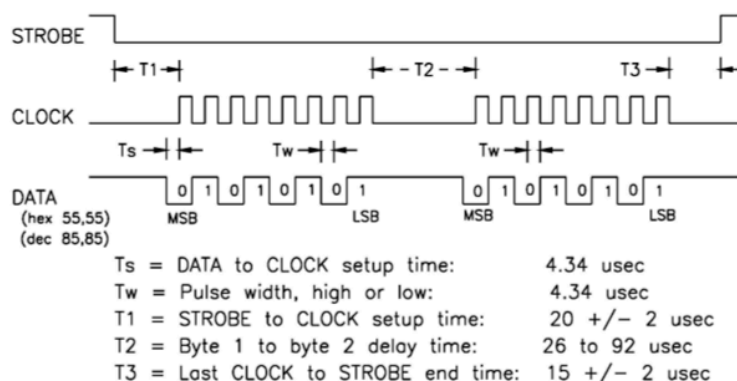 STROBE
T1 T2 T3
CLOCK
Ts Tw Tw
DATA 0 1 0 1 0 1 0 1 0 1 0 1 0 1 0 1
(hex 55,55) MSB LSB MSB LSB
(dec 85,85)
Ts = DATA to CLOCK setup time: 4.34 usec
Tw = Pulse width, high or low: 4.34 usec
T1 = STROBE to CLOCK setup time: 20 +/- 2 usec
T2 = Byte 1 to byte 2 delay time: 26 to 92 usec
T3 = Last CLOCK to STROBE end time: 15 +/- 2 usec